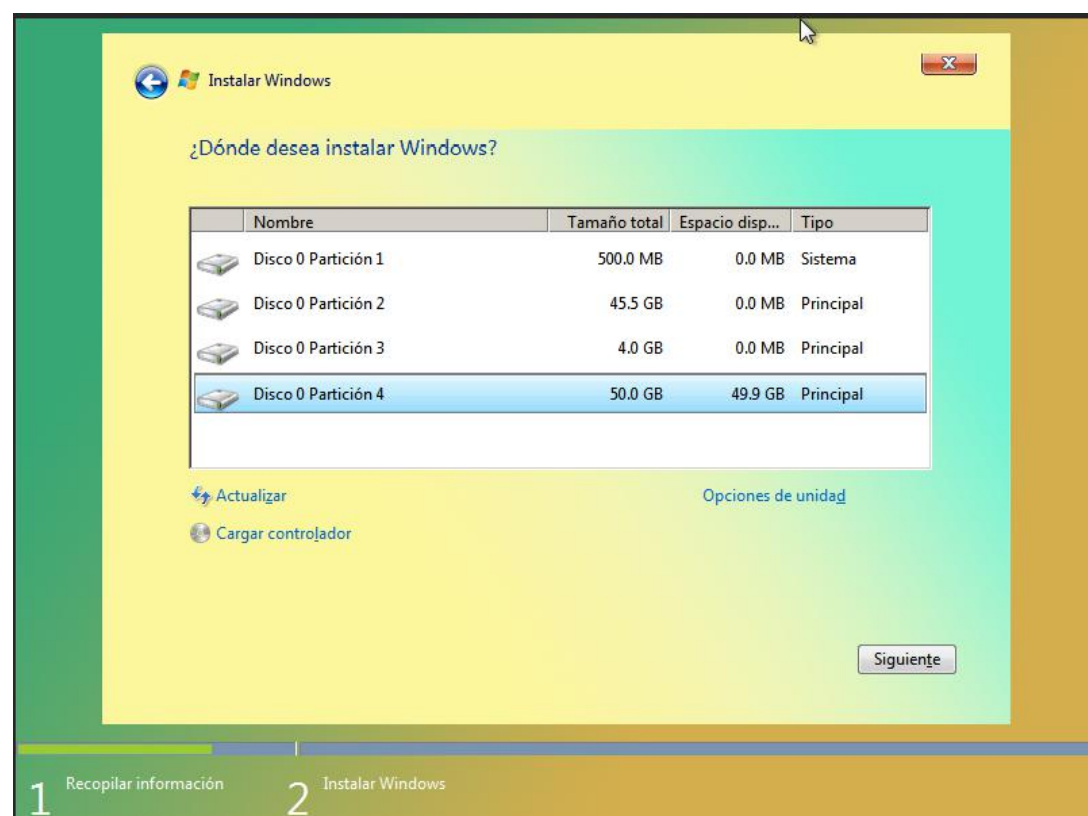 Instalar Windows
X
¿Dónde desea instalar Windows?
Nombre Tamaño total Espacio disp... Tipo
Disco 0 Partición 1 500.0 MB 0.0 MB Sistema
Disco 0 Partición 2 45.5 GB 0.0 MB Principal
Disco 0 Partición 3 4.0 GB 0.0 MB Principal
Disco 0 Partición 4 50.0 GB 49.9 GB Principal
Actualizar Opciones de unidad
Cargar controlador
Siguiente
1 Recopilar información 2 Instalar Windows